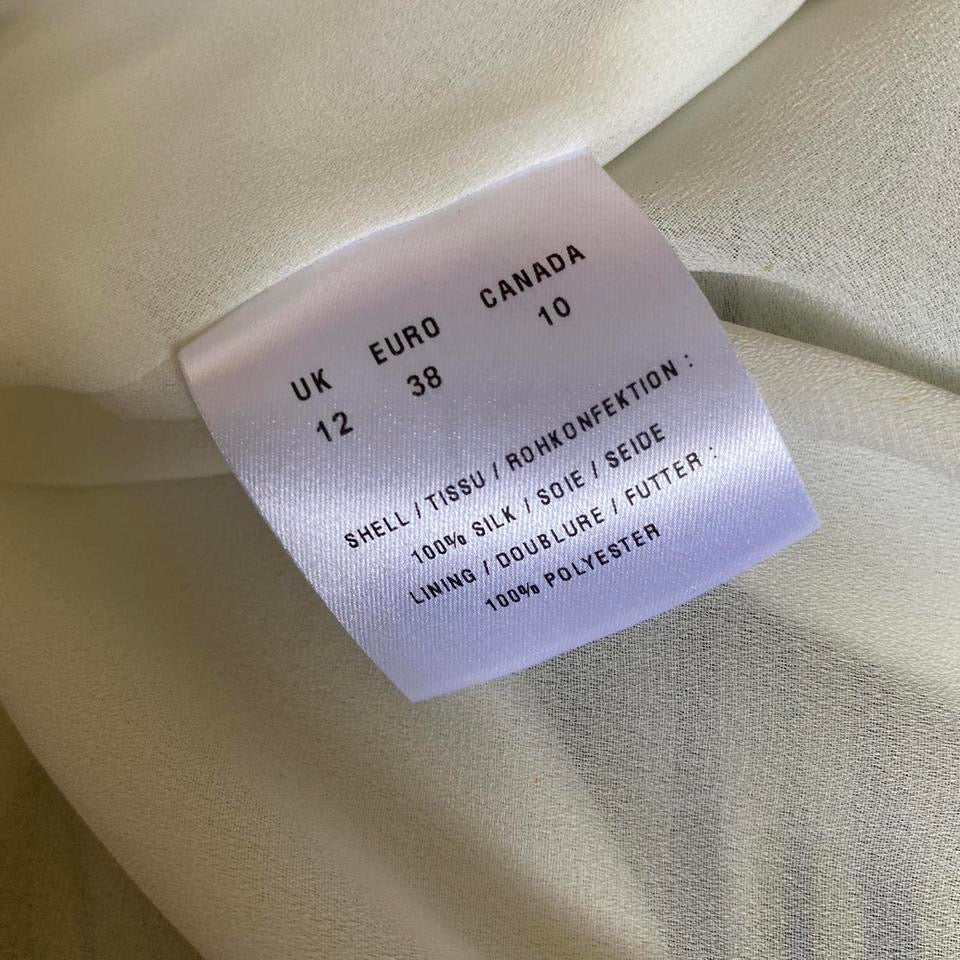 UK EURO CANADA
12 38 10
SHELL / TISSU / ROHKONFEKTION :
100% SILK / SOIE / SEIDE
LINING / DOUBLURE / FUTTER :
100% POLYESTER